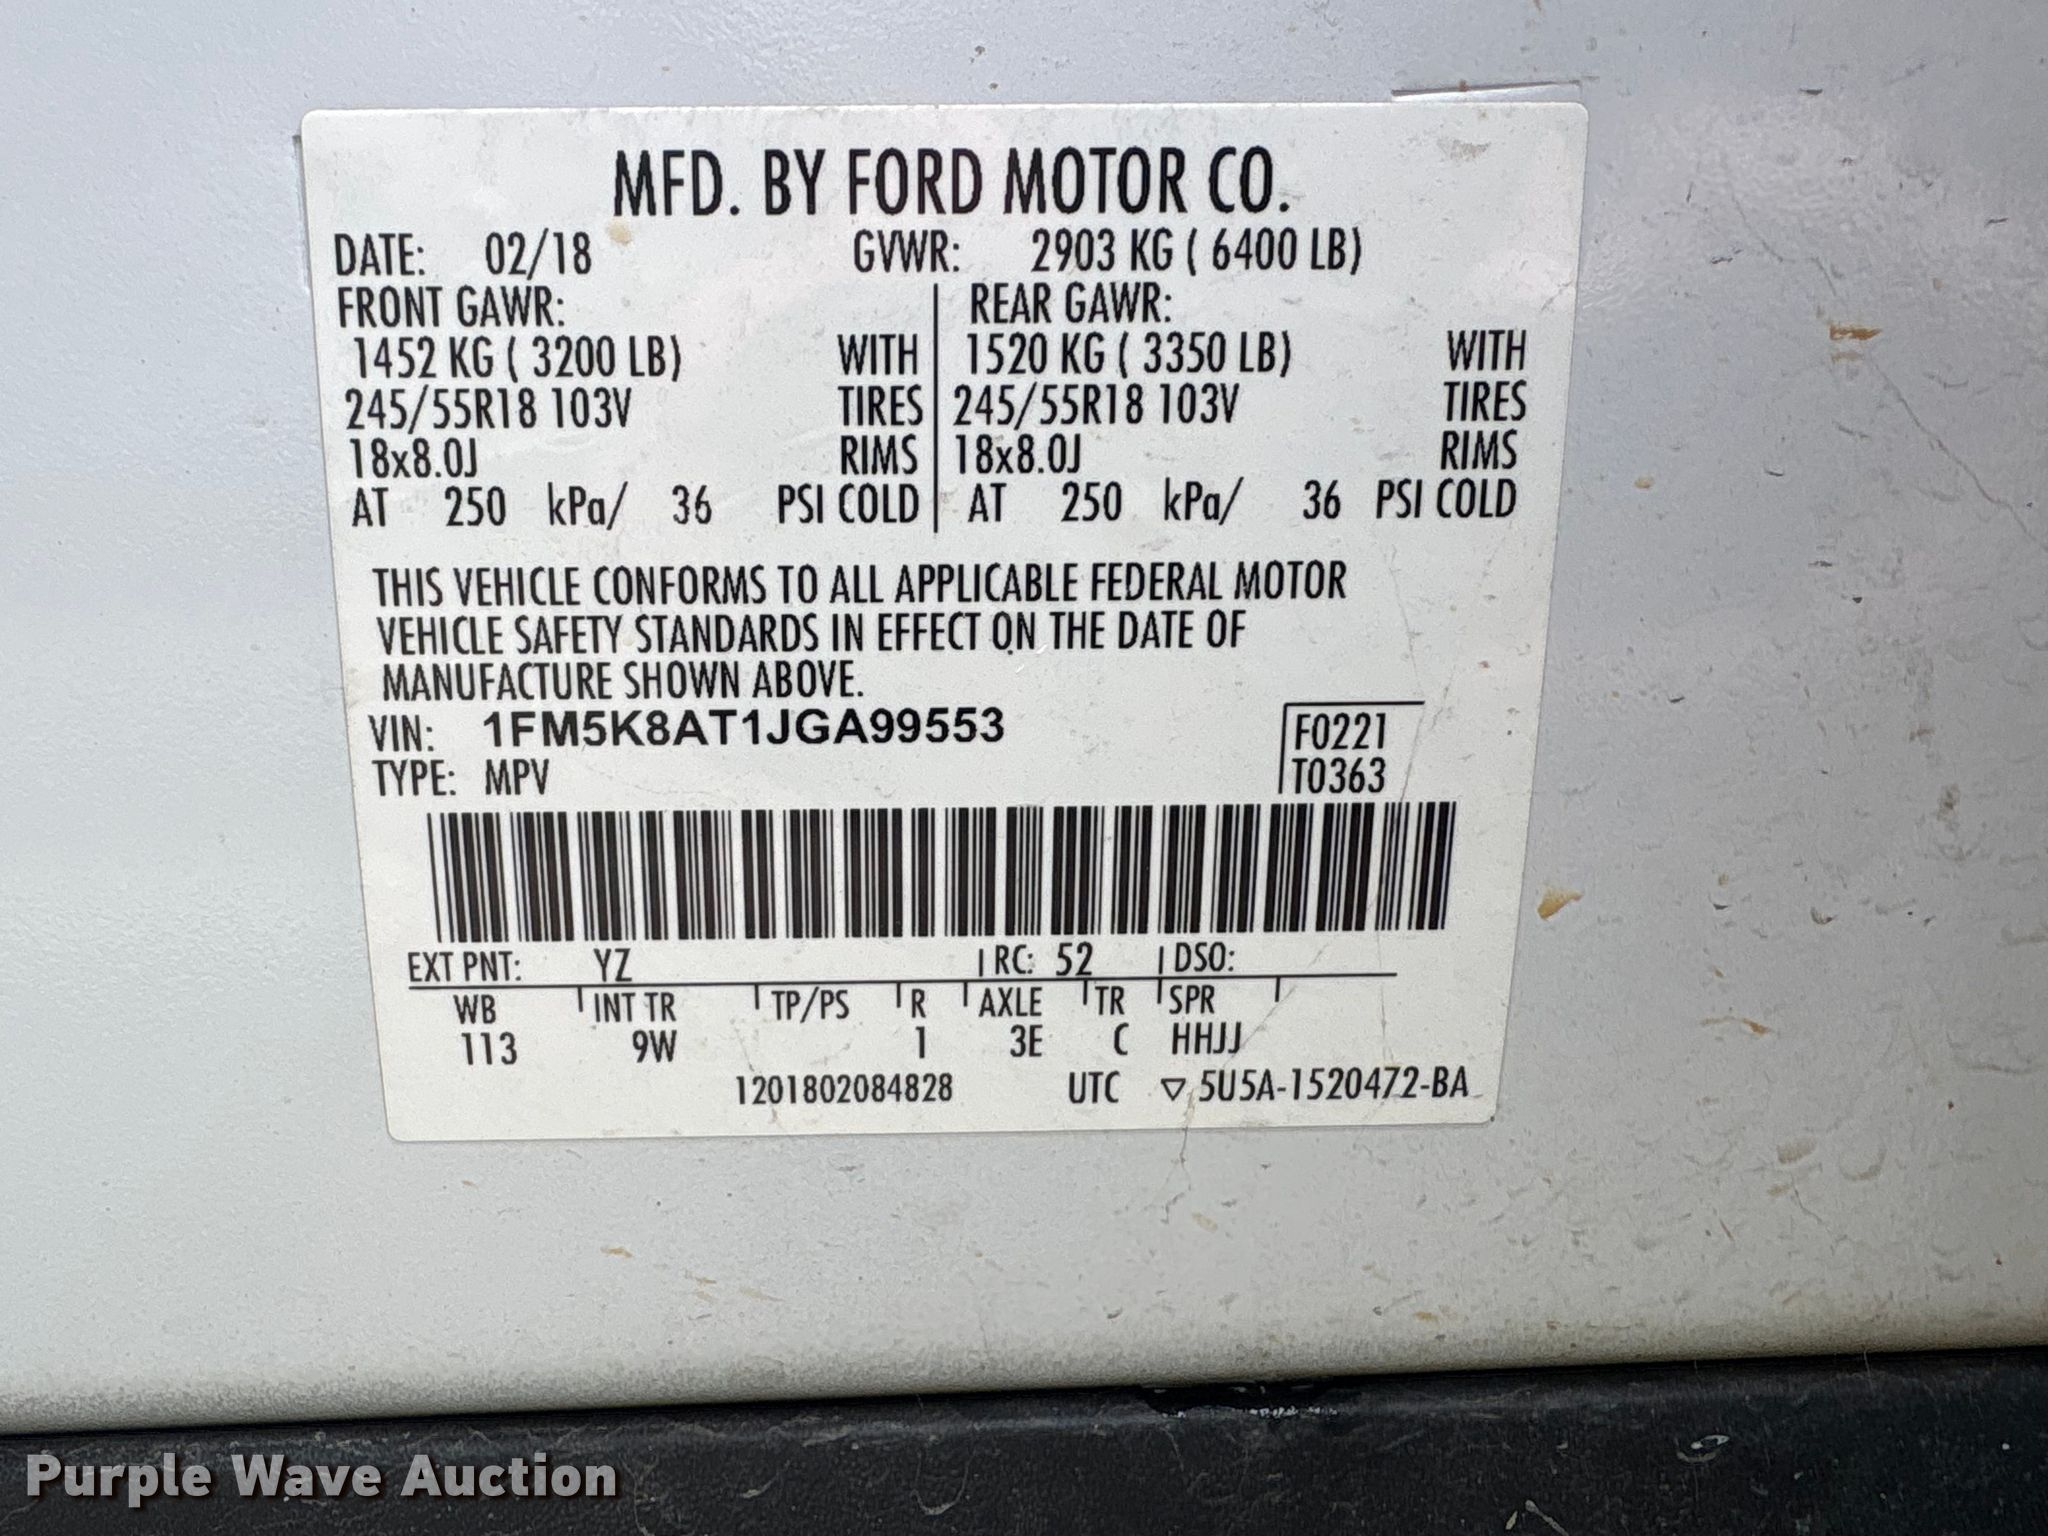 MFD. BY FORD MOTOR CO.
DATE: 02/18 GVWR: 2903 KG ( 6400 LB)
FRONT GAWR: REAR GAWR:
1452 KG ( 3200 LB) WITH 1520 KG ( 3350 LB) WITH
245/55R18 103V TIRES 245/55R18 103V TIRES
18x8.0J RIMS 18x8.0J RIMS
AT 250 kPa/ 36 PSI COLD AT 250 kPa/ 36 PSI COLD
THIS VEHICLE CONFORMS TO ALL APPLICABLE FEDERAL MOTOR
VEHICLE SAFETY STANDARDS IN EFFECT ON THE DATE OF
MANUFACTURE SHOWN ABOVE.
VIN: 1FM5K8AT1JGA99553 F0221
TYPE: MPV T0363
EXT PNT: YZ RC: 52 DSO:
WB INT TR TP/PS R AXLE TR SPR
113 9W 1 3E C HHJJ
1201802084828 UTC ▽ 5U5A-1520472-BA
Purple Wave Auction